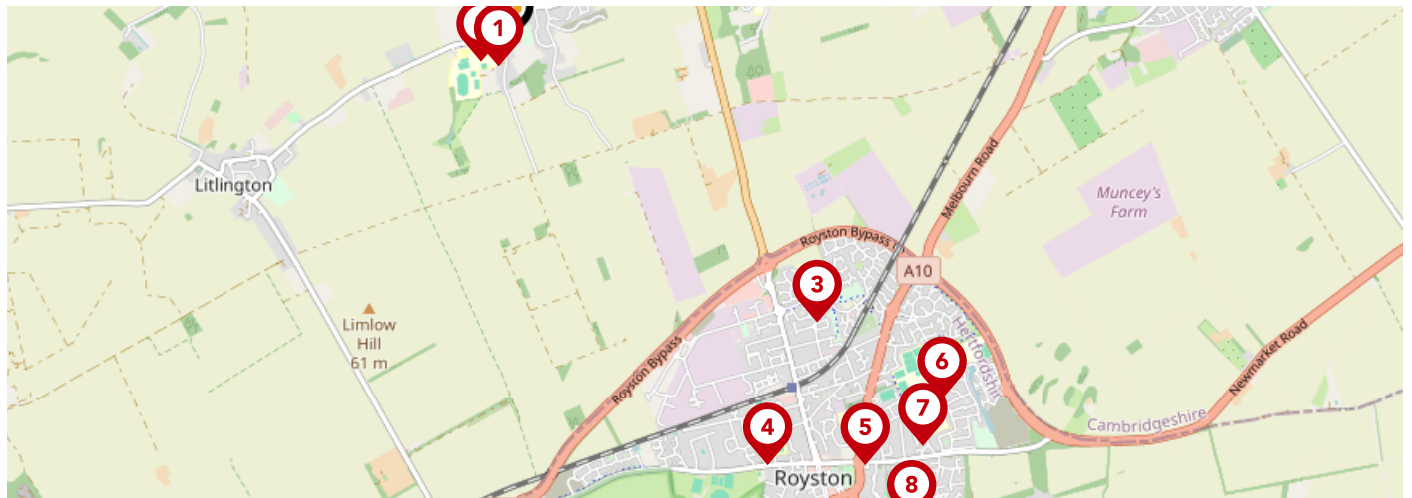 1
Litlington
Melbourn Road
Muncey's
Farm
Royston Bypass
A10
3
Limlow
Hill
61 m
Hertfordshire
Newmarket Road
Royston Bypass
6
7
Cambridgeshire
4
5
Royston
8